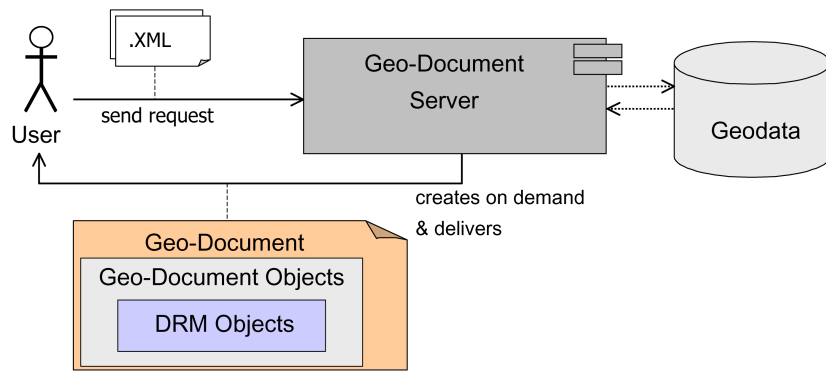 .XML
Geo-Document
Server
send request
User
Geodata
creates on demand
& delivers
Geo-Document
Geo-Document Objects
DRM Objects